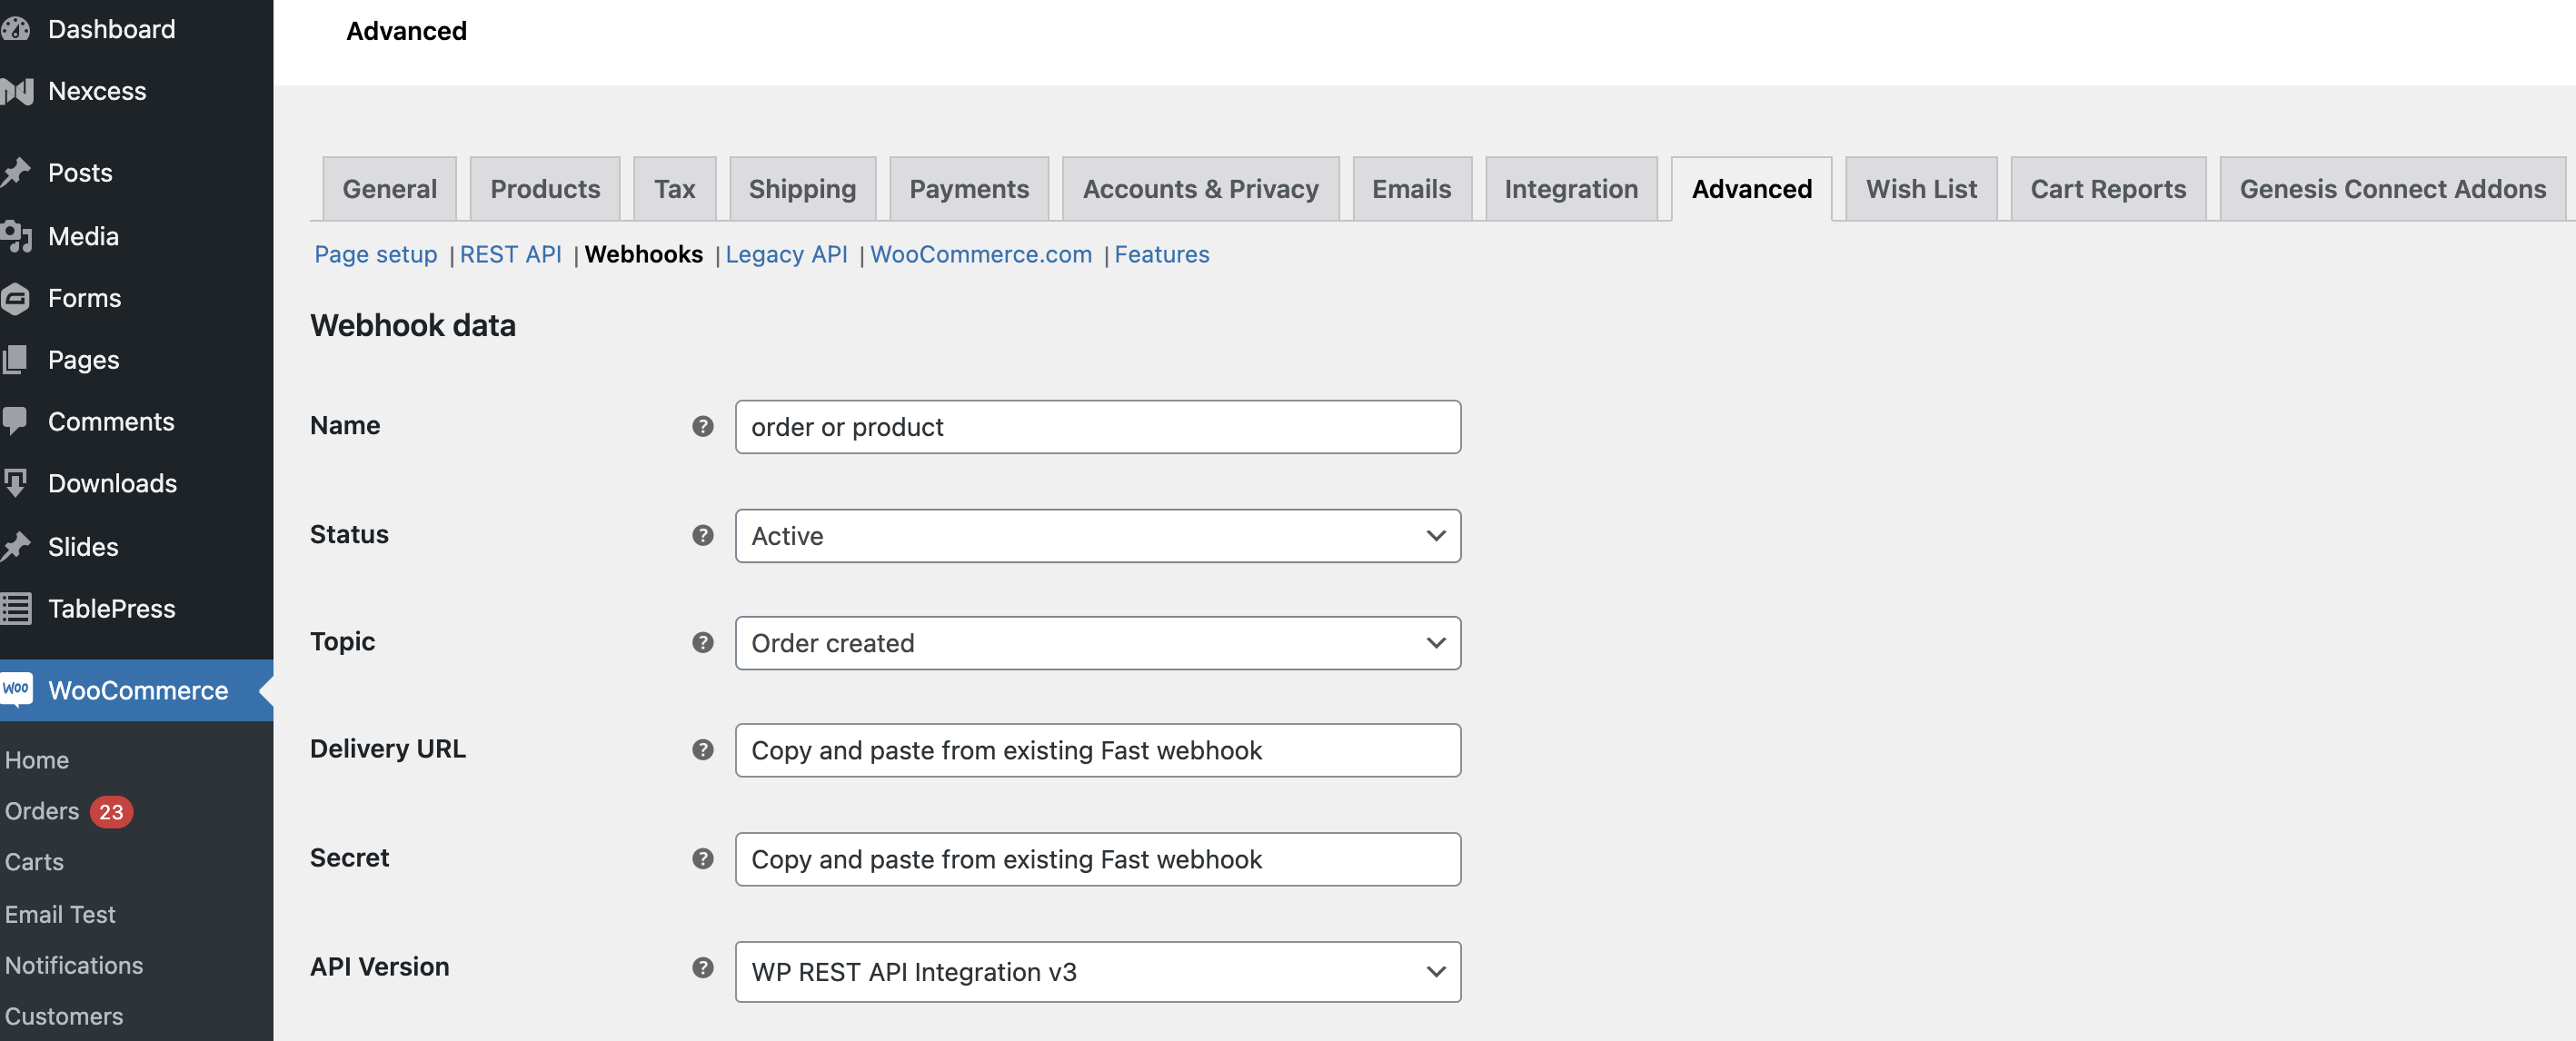 Dashboard
Nexcess
Posts
Media
Forms
Pages
Comments
Downloads
Slides
TablePress
Woo WooCommerce
Home
Orders 23
Carts
Email Test
Notifications
Customers
Advanced
General Products Tax Shipping Payments Accounts & Privacy Emails Integration Advanced Wish List Cart Reports Genesis Connect Addons
Page setup | REST API | Webhooks | Legacy API | WooCommerce.com | Features
Webhook data
Name ? order or product
Status ? Active
Topic ? Order created
Delivery URL ? Copy and paste from existing Fast webhook
Secret ? Copy and paste from existing Fast webhook
API Version ? WP REST API Integration v3